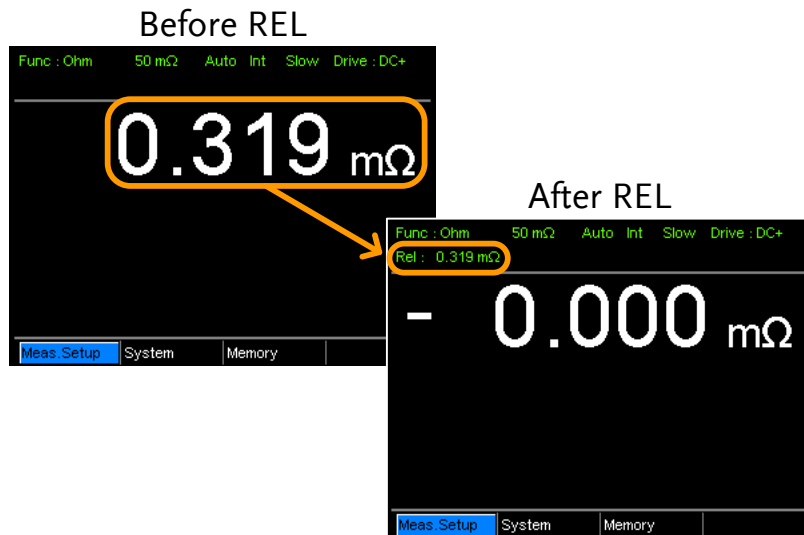 Before REL
Func : Ohm 50 mΩ Auto Int Slow Drive : DC+
0.319 mΩ
Meas.Setup System Memory
After REL
Func : Ohm 50 mΩ Auto Int Slow Drive : DC+
Rel : 0.319 mΩ
- 0.000 mΩ
Meas.Setup System Memory